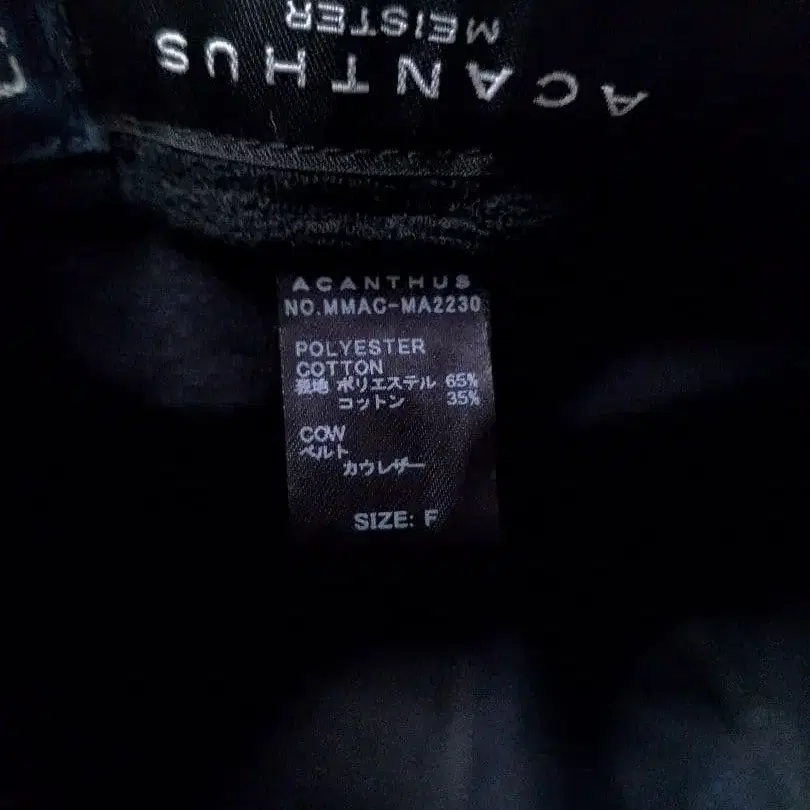 ACANTHUS
MEISTER
ACANTHUS
NO.MMAC-MA2230
POLYESTER
COTTON
表地 ポリエステル 65%
コットン 35%
COW
ベルト
カウレザー
SIZE: F